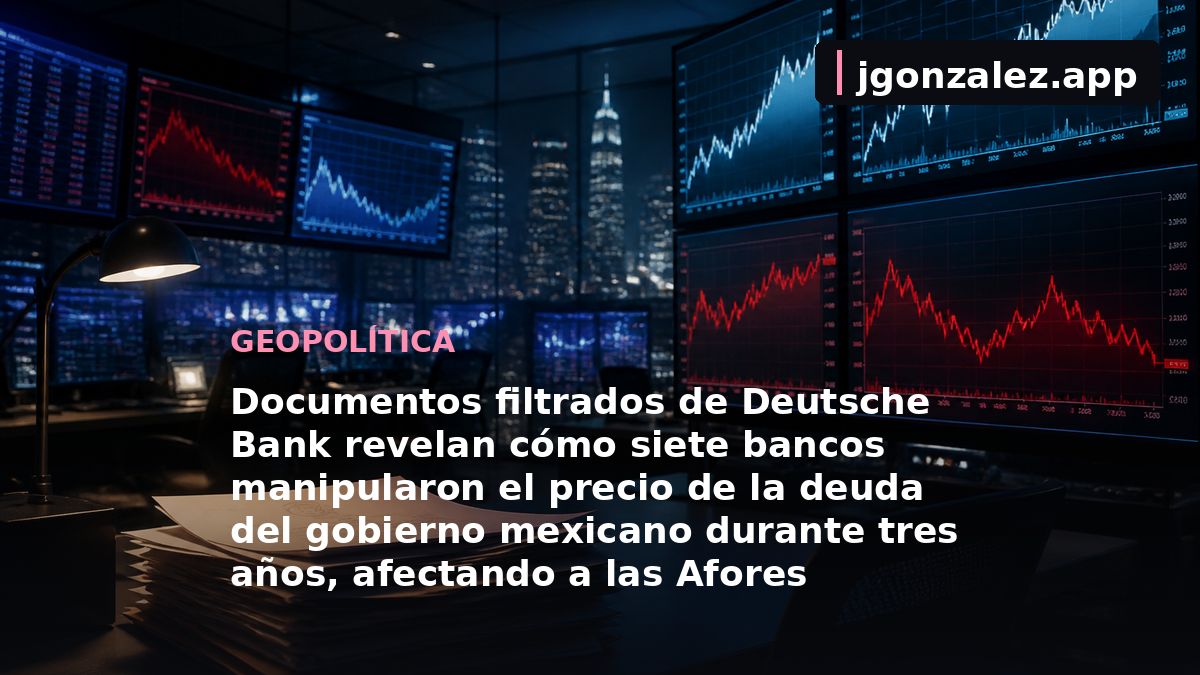 jgonzalez.app
GEOPOLÍTICA
Documentos filtrados de Deutsche
Bank revelan cómo siete bancos
manipularon el precio de la deuda
del gobierno mexicano durante tres
años, afectando a las Afores